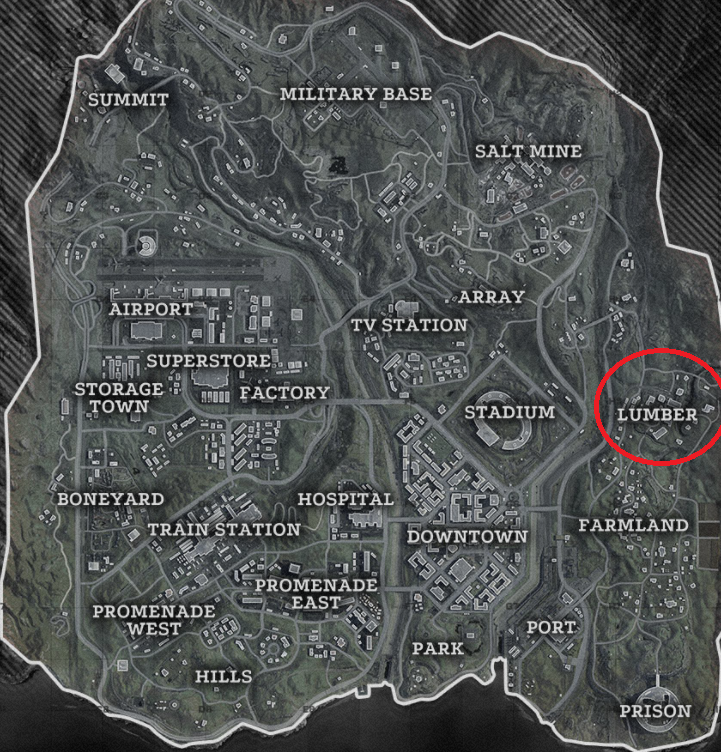 SUMMIT
MILITARY BASE
SALT MINE
AIRPORT
ARRAY
TV STATION
SUPERSTORE
STORAGE
TOWN
FACTORY
STADIUM
LUMBER
BONEYARD
HOSPITAL
TRAIN STATION
DOWNTOWN
FARMLAND
PROMENADE
EAST
PROMENADE
WEST
PARK
PORT
HILLS
PRISON